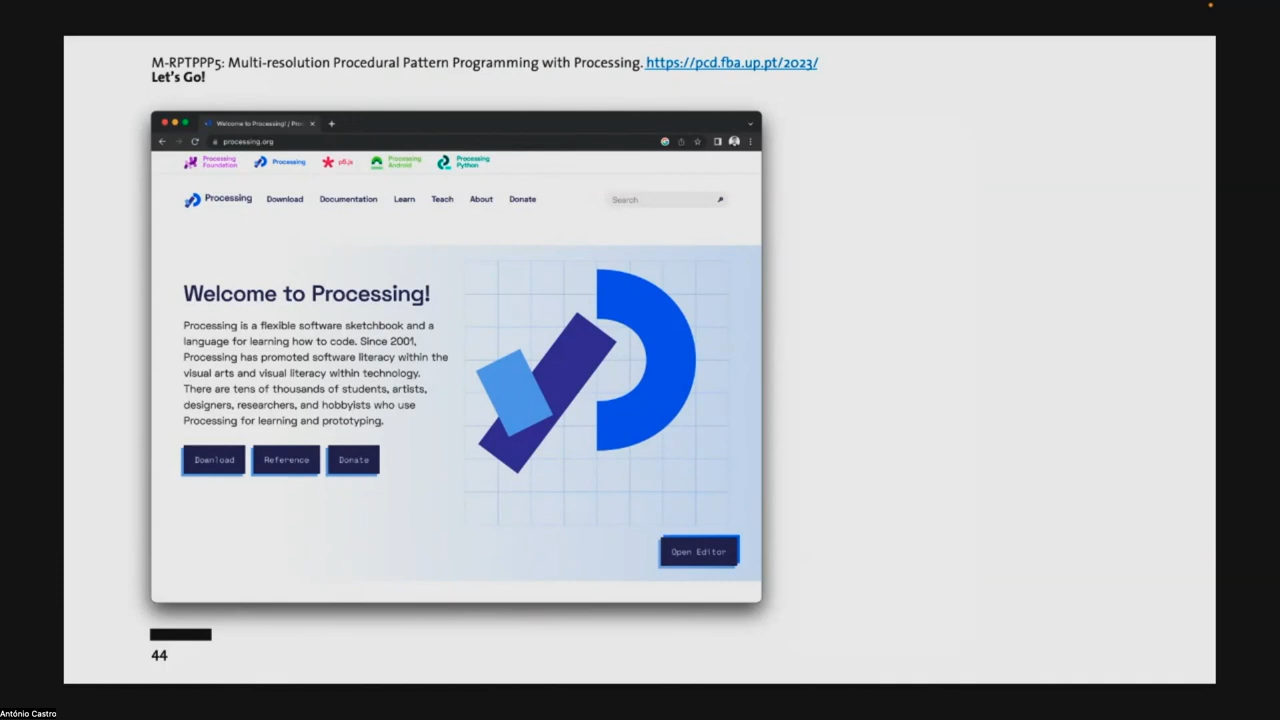 M-RPTPPP5: Multi-resolution Procedural Pattern Programming with Processing. https://pcd.fba.up.pt/2023/
Let's Go!
Welcome to Processing! / Proc
processing.org
Processing Foundation
Processing
p5.js
Processing Android
Processing Python
Processing Download Documentation Learn Teach About Donate Search
Welcome to Processing!
Processing is a flexible software sketchbook and a
language for learning how to code. Since 2001,
Processing has promoted software literacy within the
visual arts and visual literacy within technology.
There are tens of thousands of students, artists,
designers, researchers, and hobbyists who use
Processing for learning and prototyping.
Download Reference Donate
Open Editor
44
António Castro